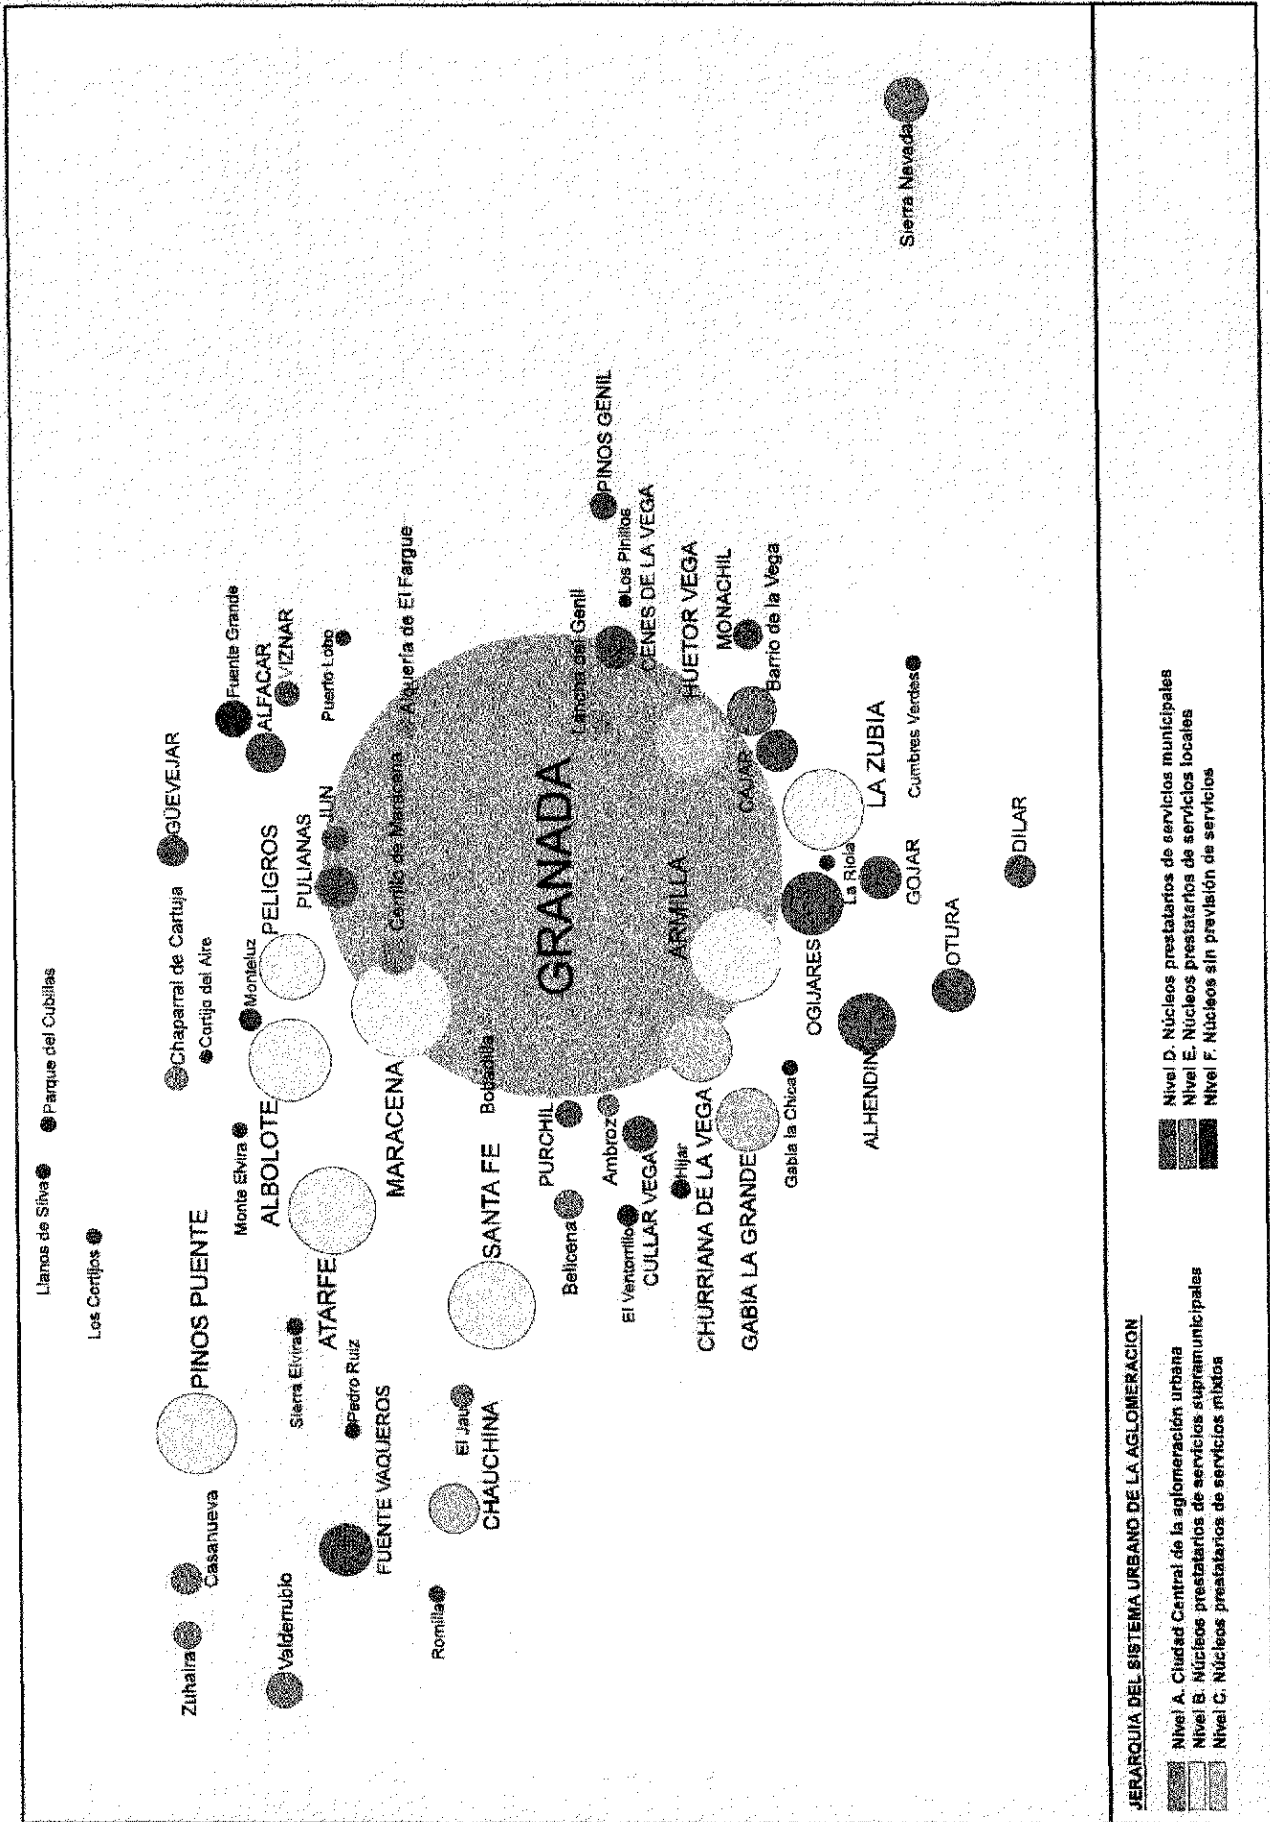 Llanos de Silva
Parque del Cubillas
Los Cortijos
Zuhaira
Casanueva
PINOS PUENTE
Chaparral de Cartuja
Cortijo del Aire
GÜEVEJAR
Valderrubio
Monte Elvira
Monteluz
Fuente Grande
ALFACAR
VIZNAR
ALBOLOTE
PELIGROS
Sierra Elvira
ATARFE
PULIANAS
JUN
Puerto Lobo
Pedro Ruiz
FUENTE VAQUEROS
MARACENA
Cerrillo de Maracena
Alquería de El Fargue
Romilla
El Jau
CHAUCHINA
SANTA FE
Bobadilla
GRANADA
PURCHIL
Belicena
Ambroz
Lancha del Genil
PINOS GENIL
Los Pinillos
CENES DE LA VEGA
El Ventorrillo
CULLAR VEGA
Hijar
CHURRIANA DE LA VEGA
ARMILLA
HUETOR VEGA
MONACHIL
GABIA LA GRANDE
CAJAR
Barrio de la Vega
Gabia la Chica
OGIJARES
La Riola
LA ZUBIA
ALHENDIN
GOJAR
Cumbres Verdes
Sierra Nevada
OTURA
DILAR
JERARQUIA DEL SISTEMA URBANO DE LA AGLOMERACION
Nivel A. Ciudad Central de la aglomeración urbana
Nivel B. Núcleos prestatarios de servicios supramunicipales
Nivel C. Núcleos prestatarios de servicios mixtos
Nivel D. Núcleos prestatarios de servicios municipales
Nivel E. Núcleos prestatarios de servicios locales
Nivel F. Núcleos sin previsión de servicios